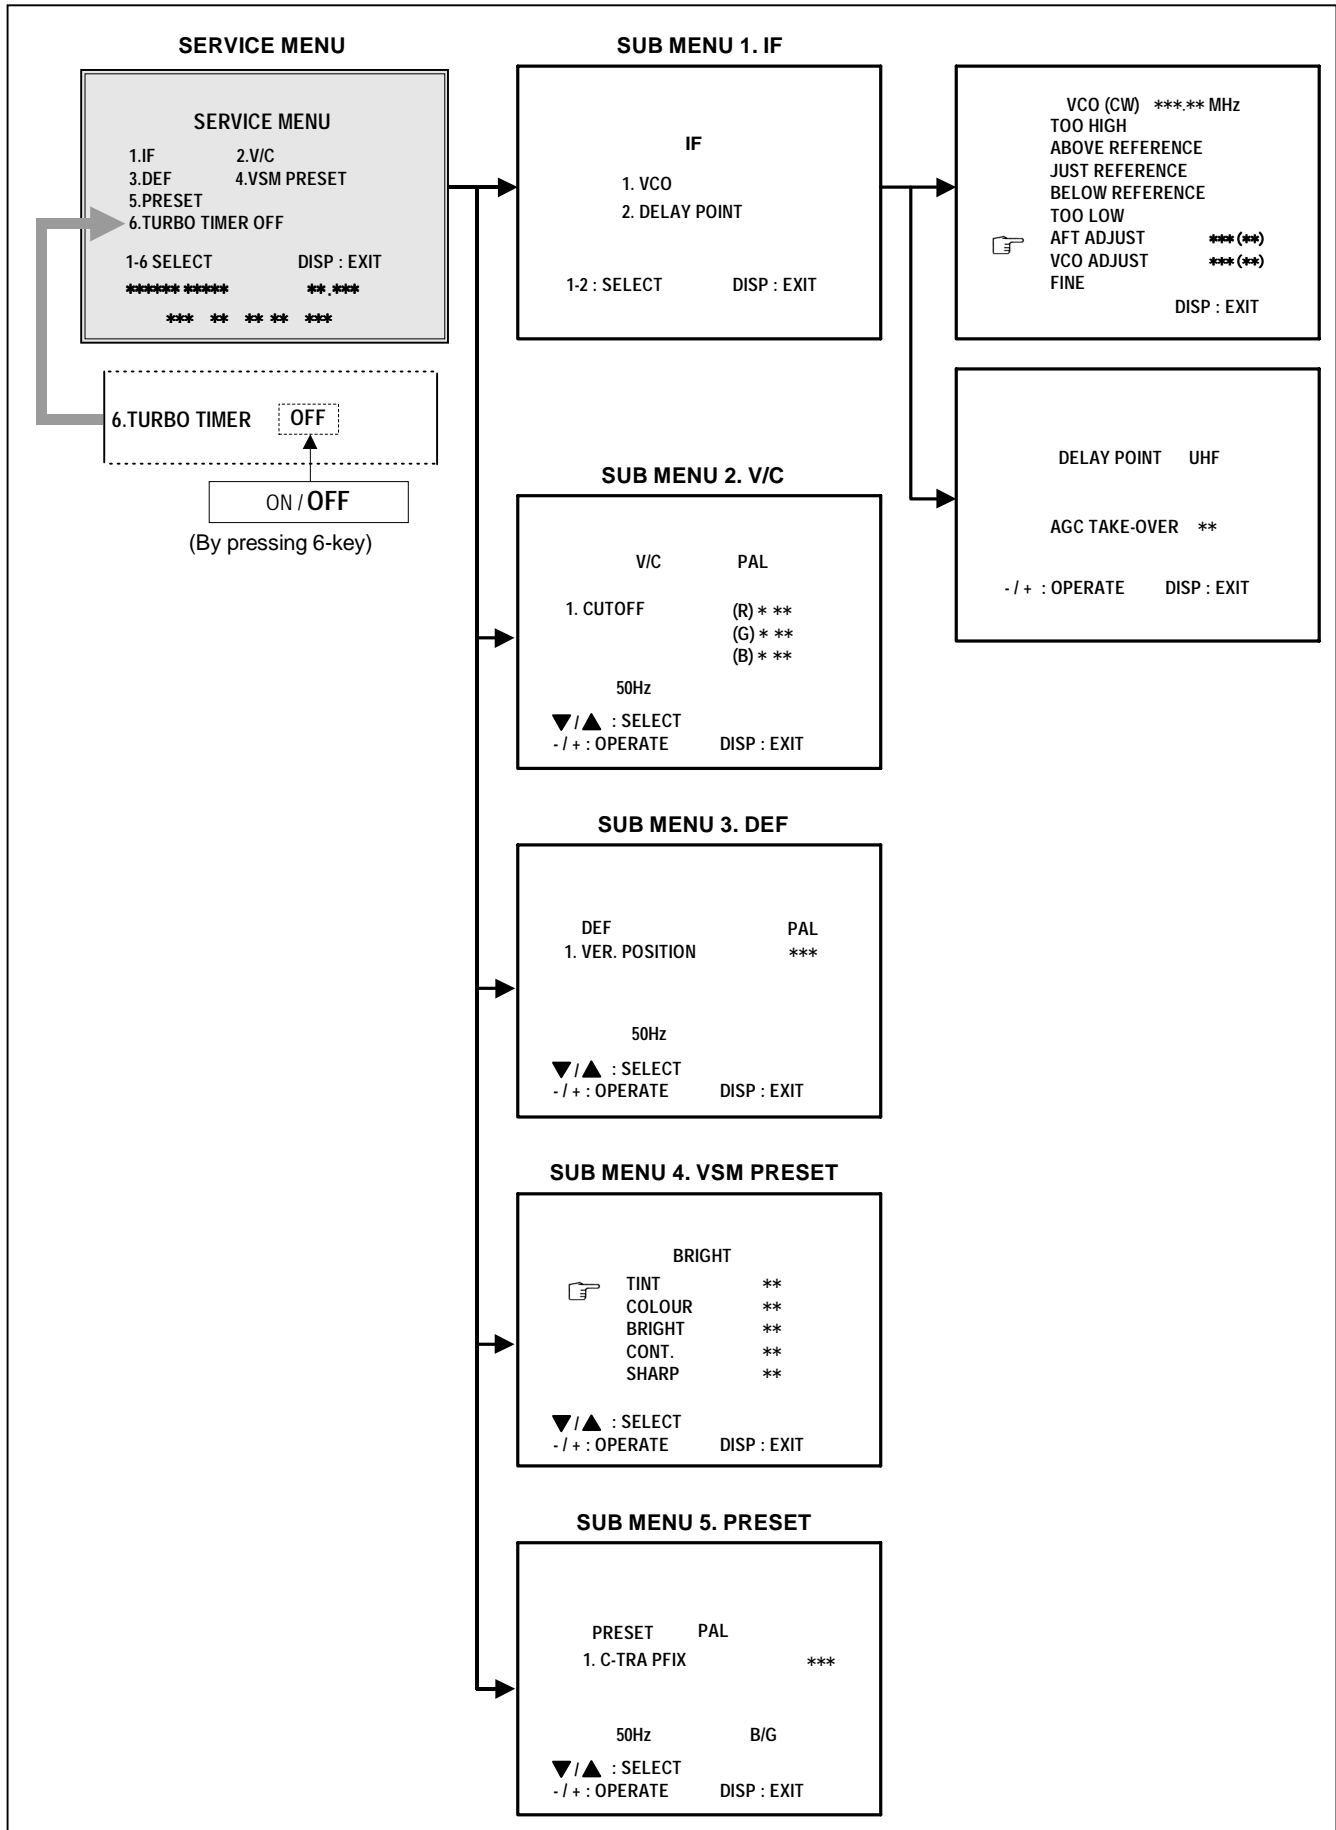 SERVICE MENU
SERVICE MENU
1.IF 2.V/C
3.DEF 4.VSM PRESET
5.PRESET
6.TURBO TIMER OFF
1-6 SELECT DISP : EXIT
****** ***** **.***
*** ** ** ** ***
6.TURBO TIMER OFF
ON / OFF
(By pressing 6-key)
SUB MENU 1. IF
IF
1. VCO
2. DELAY POINT
1-2 : SELECT DISP : EXIT
VCO (CW) ***.** MHz
TOO HIGH
ABOVE REFERENCE
JUST REFERENCE
BELOW REFERENCE
TOO LOW
☞ AFT ADJUST *** (**)
VCO ADJUST *** (**)
FINE
DISP : EXIT
DELAY POINT UHF
AGC TAKE-OVER **
- / + : OPERATE DISP : EXIT
SUB MENU 2. V/C
V/C PAL
1. CUTOFF (R) * **
(G) * **
(B) * **
50Hz
▼/▲ : SELECT
- / + : OPERATE DISP : EXIT
SUB MENU 3. DEF
DEF PAL
1. VER. POSITION ***
50Hz
▼/▲ : SELECT
- / + : OPERATE DISP : EXIT
SUB MENU 4. VSM PRESET
BRIGHT
☞ TINT **
COLOUR **
BRIGHT **
CONT. **
SHARP **
▼/▲ : SELECT
- / + : OPERATE DISP : EXIT
SUB MENU 5. PRESET
PRESET PAL
1. C-TRA PFIX ***
50Hz B/G
▼/▲ : SELECT
- / + : OPERATE DISP : EXIT